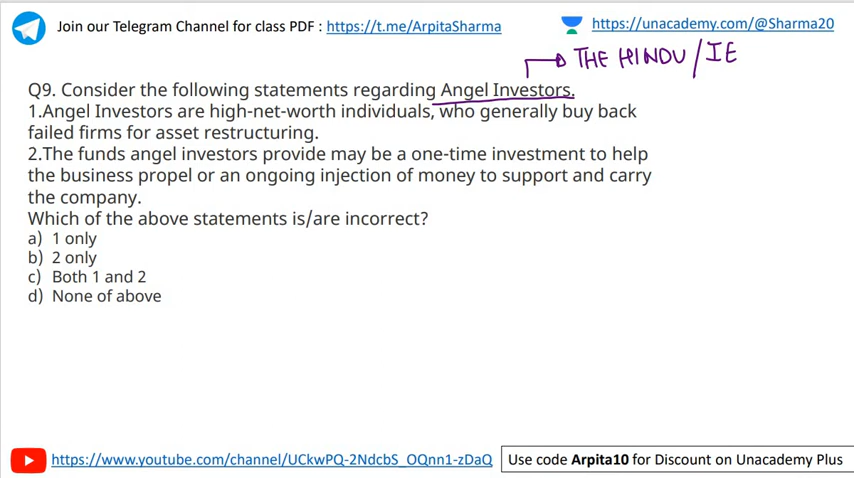 Join our Telegram Channel for class PDF : https://t.me/ArpitaSharma
https://unacademy.com/@Sharma20
THE HINDU/IE
Q9. Consider the following statements regarding Angel Investors.
1.Angel Investors are high-net-worth individuals, who generally buy back
failed firms for asset restructuring.
2.The funds angel investors provide may be a one-time investment to help
the business propel or an ongoing injection of money to support and carry
the company.
Which of the above statements is/are incorrect?
a) 1 only
b) 2 only
c) Both 1 and 2
d) None of above
https://www.youtube.com/channel/UCkwPQ-2NdcbS_OQnn1-zDaQ
Use code Arpita10 for Discount on Unacademy Plus